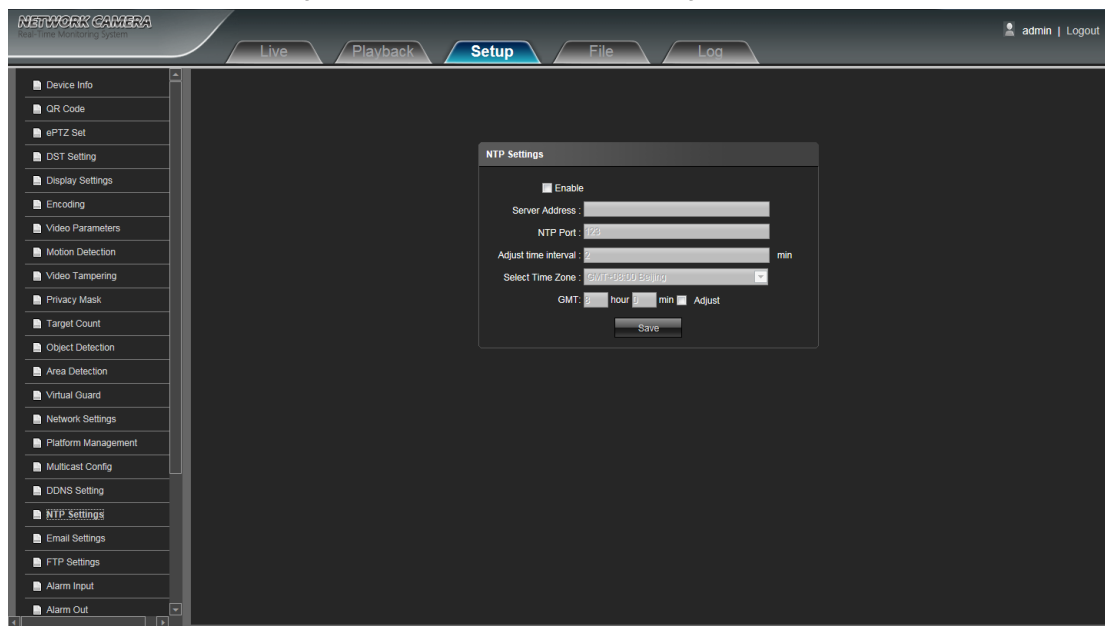 NETWORK CAMERA
Real-Time Monitoring System
admin | Logout
Live Playback Setup File Log
Device Info
QR Code
ePTZ Set
DST Setting
Display Settings
Encoding
Video Parameters
Motion Detection
Video Tampering
Privacy Mask
Target Count
Object Detection
Area Detection
Virtual Guard
Network Settings
Platform Management
Multicast Config
DDNS Setting
NTP Settings
Email Settings
FTP Settings
Alarm Input
Alarm Out
NTP Settings
Enable
Server Address :
NTP Port : 123
Adjust time interval : 2 min
Select Time Zone : GMT+08:00 Beijing
GMT: 8 hour 0 min Adjust
Save